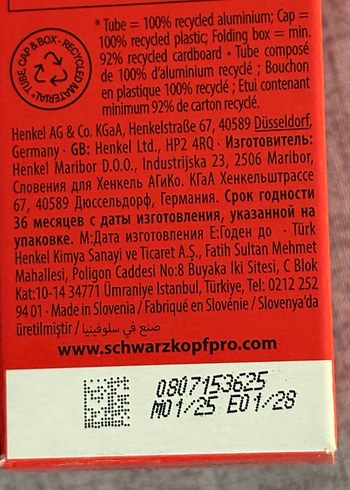 * Tube = 100% recycled aluminium; Cap =
100% recycled plastic; Folding box = min.
92% recycled cardboard • Tube composé
de 100% d'aluminium recyclé ; Bouchon
en plastique 100% recyclé ; Etui contenant
minimum 92% de carton recyclé.
*TUBE, CAP & BOX - RECYCLED MATERIAL
Henkel AG & Co. KGaA, Henkelstraße 67, 40589 Düsseldorf,
Germany · GB: Henkel Ltd., HP2 4RQ · Изготовитель:
Henkel Maribor D.O.O., Industrijska 23, 2506 Maribor,
Словения для Хенкель АГиКо. КГаА Хенкельштрассе
67, 40589 Дюссельдорф, Германия. Срок годности
36 месяцев с даты изготовления, указанной на
упаковке. М:Дата изготовления E:Годен до · Türk
Henkel Kimya Sanayi ve Ticaret A.Ş., Fatih Sultan Mehmet
Mahallesi, Poligon Caddesi No:8 Buyaka Iki Sitesi, C Blok
Kat:10-14 34771 Ümraniye Istanbul, Türkiye, Tel: 0212 252
94 01 · Made in Slovenia / Fabriqué en Slovénie / Slovenya'da
üretilmiştir / صنع في سلوفينيا
www.schwarzkopfpro.com
0807153625
M01/25 E01/28